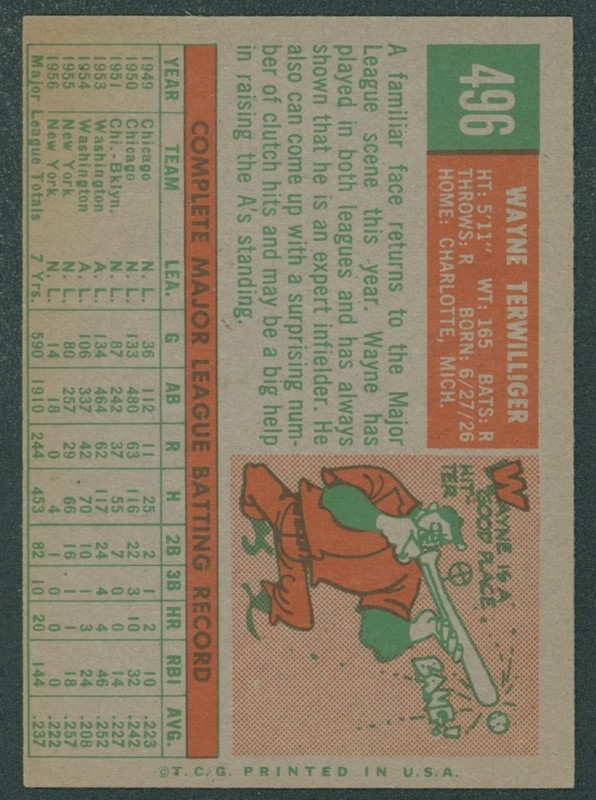 496
WAYNE TERWILLIGER
HT: 5'11" WT: 165 BATS: R
THROWS: R BORN: 6/27/26
HOME: CHARLOTTE, MICH.
A familiar face returns to the Major
League scene this year. Wayne has
played in both leagues and has always
shown that he is an expert infielder. He
also can come up with a surprising num-
ber of clutch hits and may be a big help
in raising the A's standing.
WAYNE IS A
GOOD PLACE
HIT
TER
BANG!
COMPLETE MAJOR LEAGUE BATTING RECORD
YEAR TEAM LEA. G AB R H 2B 3B HR RBI AVG.
1949 Chicago N. L. 36 112 11 25 2 1 2 10 .223
1950 Chicago N. L. 133 480 63 116 22 3 10 32 .242
1951 Chi.-Bklyn. N. L. 87 242 37 55 7 0 0 14 .227
1953 Washington A. L. 134 464 62 117 24 4 4 46 .252
1954 Washington A. L. 106 337 42 70 10 1 3 24 .208
1955 New York N. L. 80 257 29 66 16 1 1 18 .257
1956 New York N. L. 14 18 0 4 1 0 0 0 .222
Major League Totals 7 Yrs. 590 1910 244 453 82 10 20 144 .237
© T. C. G. PRINTED IN U.S.A.